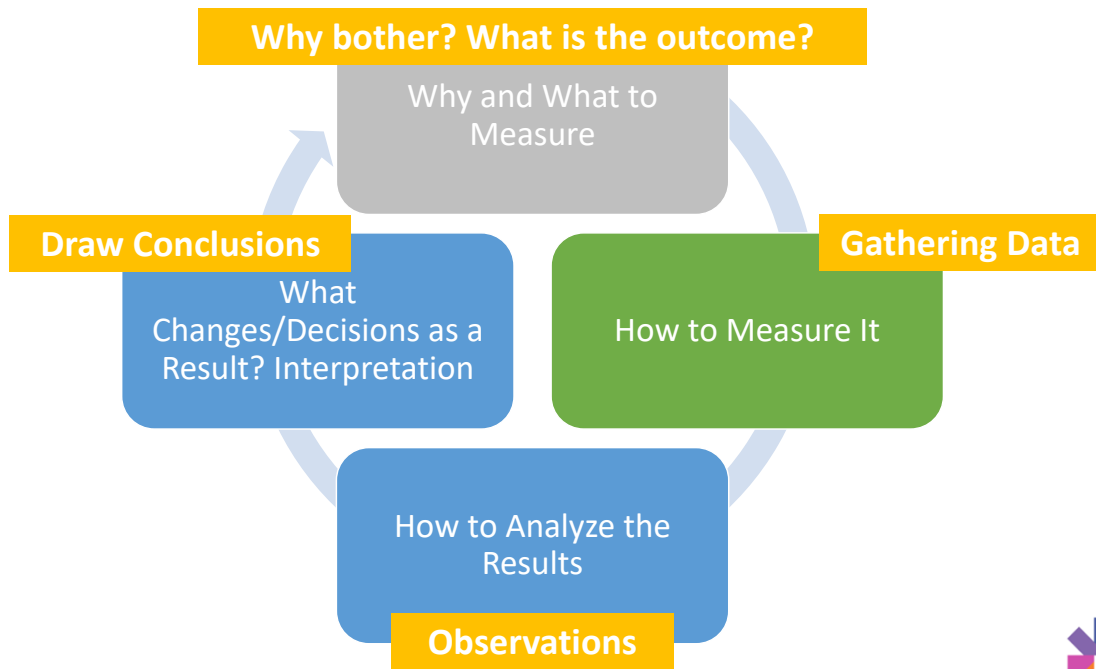 Why bother? What is the outcome?
Why and What to
Measure
Gathering Data
How to Measure It
How to Analyze the
Results
Observations
Draw Conclusions
What
Changes/Decisions as a
Result? Interpretation